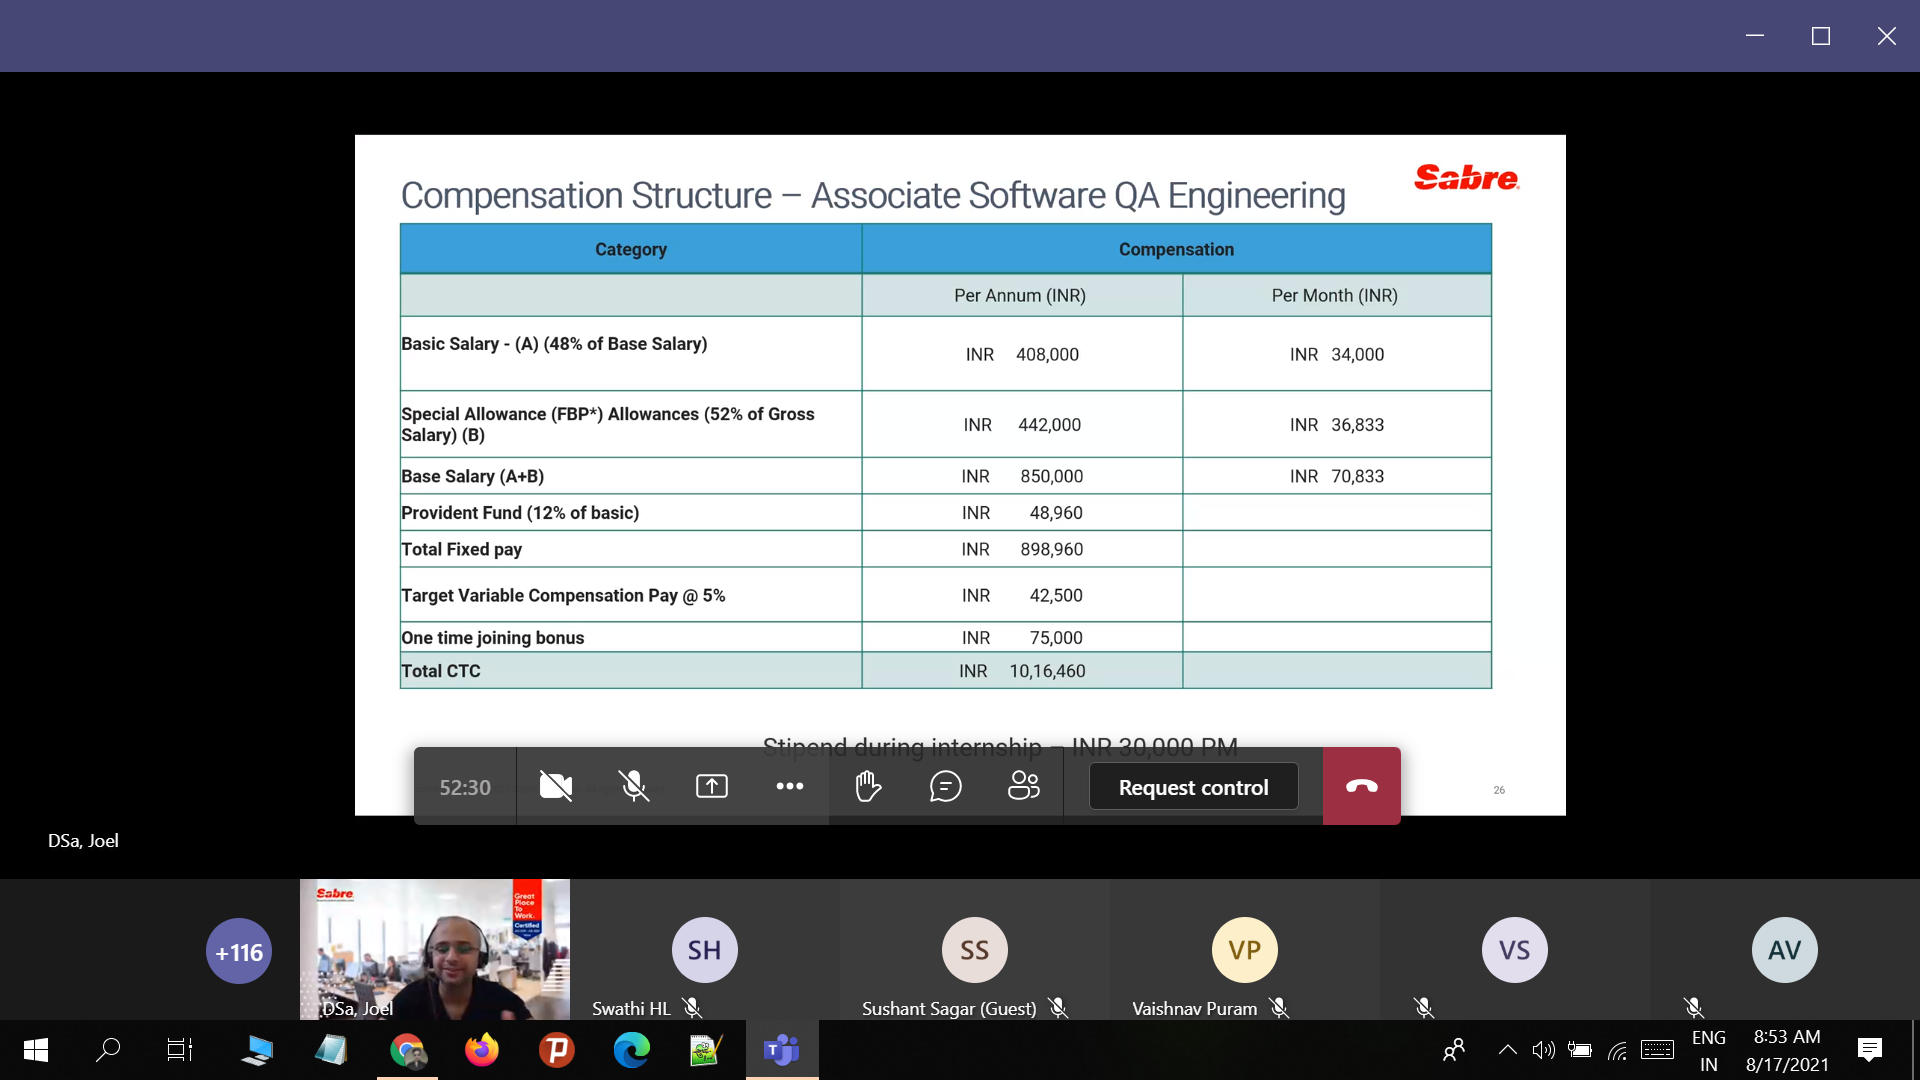 Sabre
Compensation Structure – Associate Software QA Engineering
Category Compensation
Per Annum (INR) Per Month (INR)
Basic Salary - (A) (48% of Base Salary) INR 408,000 INR 34,000
Special Allowance (FBP*) Allowances (52% of Gross
Salary) (B) INR 442,000 INR 36,833
Base Salary (A+B) INR 850,000 INR 70,833
Provident Fund (12% of basic) INR 48,960
Total Fixed pay INR 898,960
Target Variable Compensation Pay @ 5% INR 42,500
One time joining bonus INR 75,000
Total CTC INR 10,16,460
Stipend during internship – INR 30,000 PM
52:30 Request control
26
DSa, Joel
+116
Sabre
Great
Place
To
Work.
Certified
DSa, Joel
SH
Swathi HL
SS
Sushant Sagar (Guest)
VP
Vaishnav Puram
VS
AV
ENG
IN
8:53 AM
8/17/2021